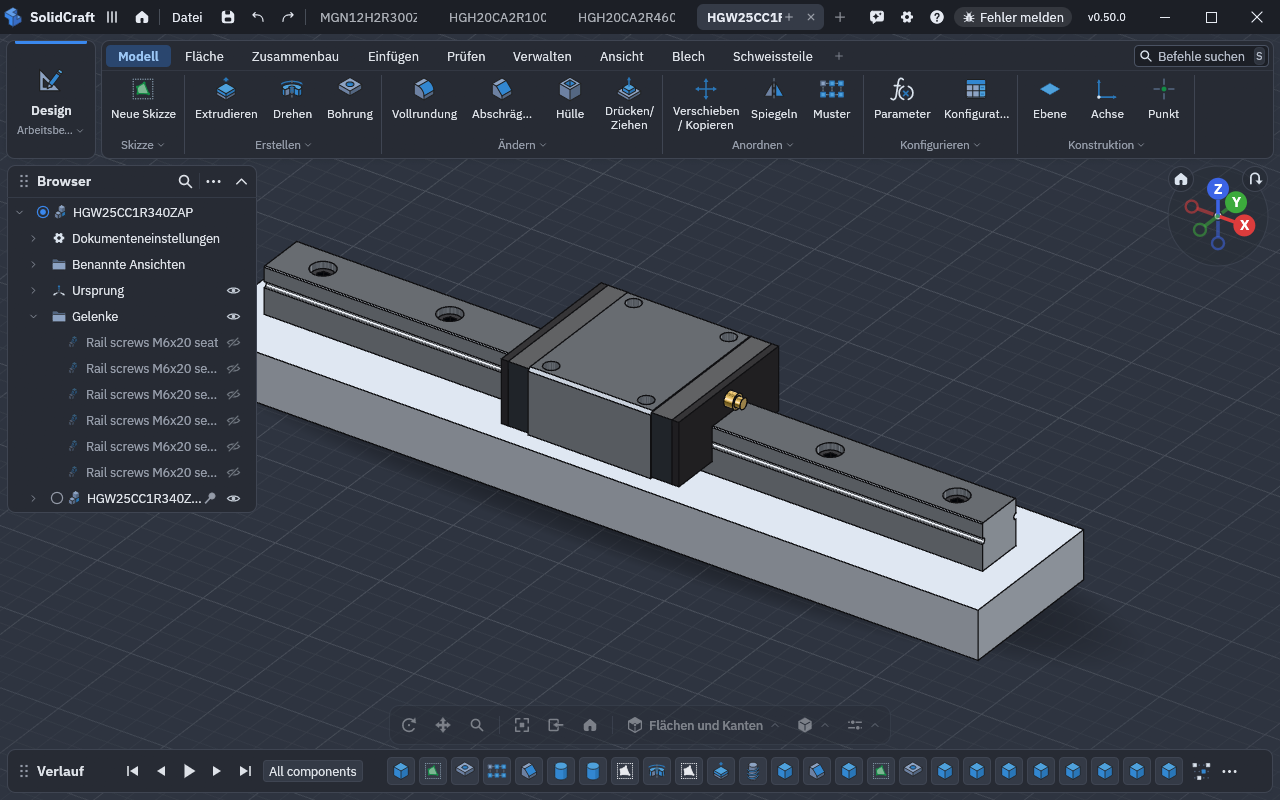 SolidCraft
Datei
MGN12H2R300Z
HGH20CA2R10C
HGH20CA2R46C
HGW25CC1F
Fehler melden
v0.50.0
Design
Arbeitsbe...
Modell
Fläche
Zusammenbau
Einfügen
Prüfen
Verwalten
Ansicht
Blech
Schweissteile
Befehle suchen
S
Neue Skizze
Extrudieren
Drehen
Bohrung
Vollrundung
Abschräg...
Hülle
Drücken/
Ziehen
Verschieben
/ Kopieren
Spiegeln
Muster
Parameter
Konfigurat...
Ebene
Achse
Punkt
Skizze
Erstellen
Ändern
Anordnen
Konfigurieren
Konstruktion
Browser
HGW25CC1R340ZAP
Dokumenteneinstellungen
Benannte Ansichten
Ursprung
Gelenke
Rail screws M6x20 seat
Rail screws M6x20 se...
Rail screws M6x20 se...
Rail screws M6x20 se...
Rail screws M6x20 se...
Rail screws M6x20 se...
HGW25CC1R340Z...
Z
Y
X
Flächen und Kanten
Verlauf
All components